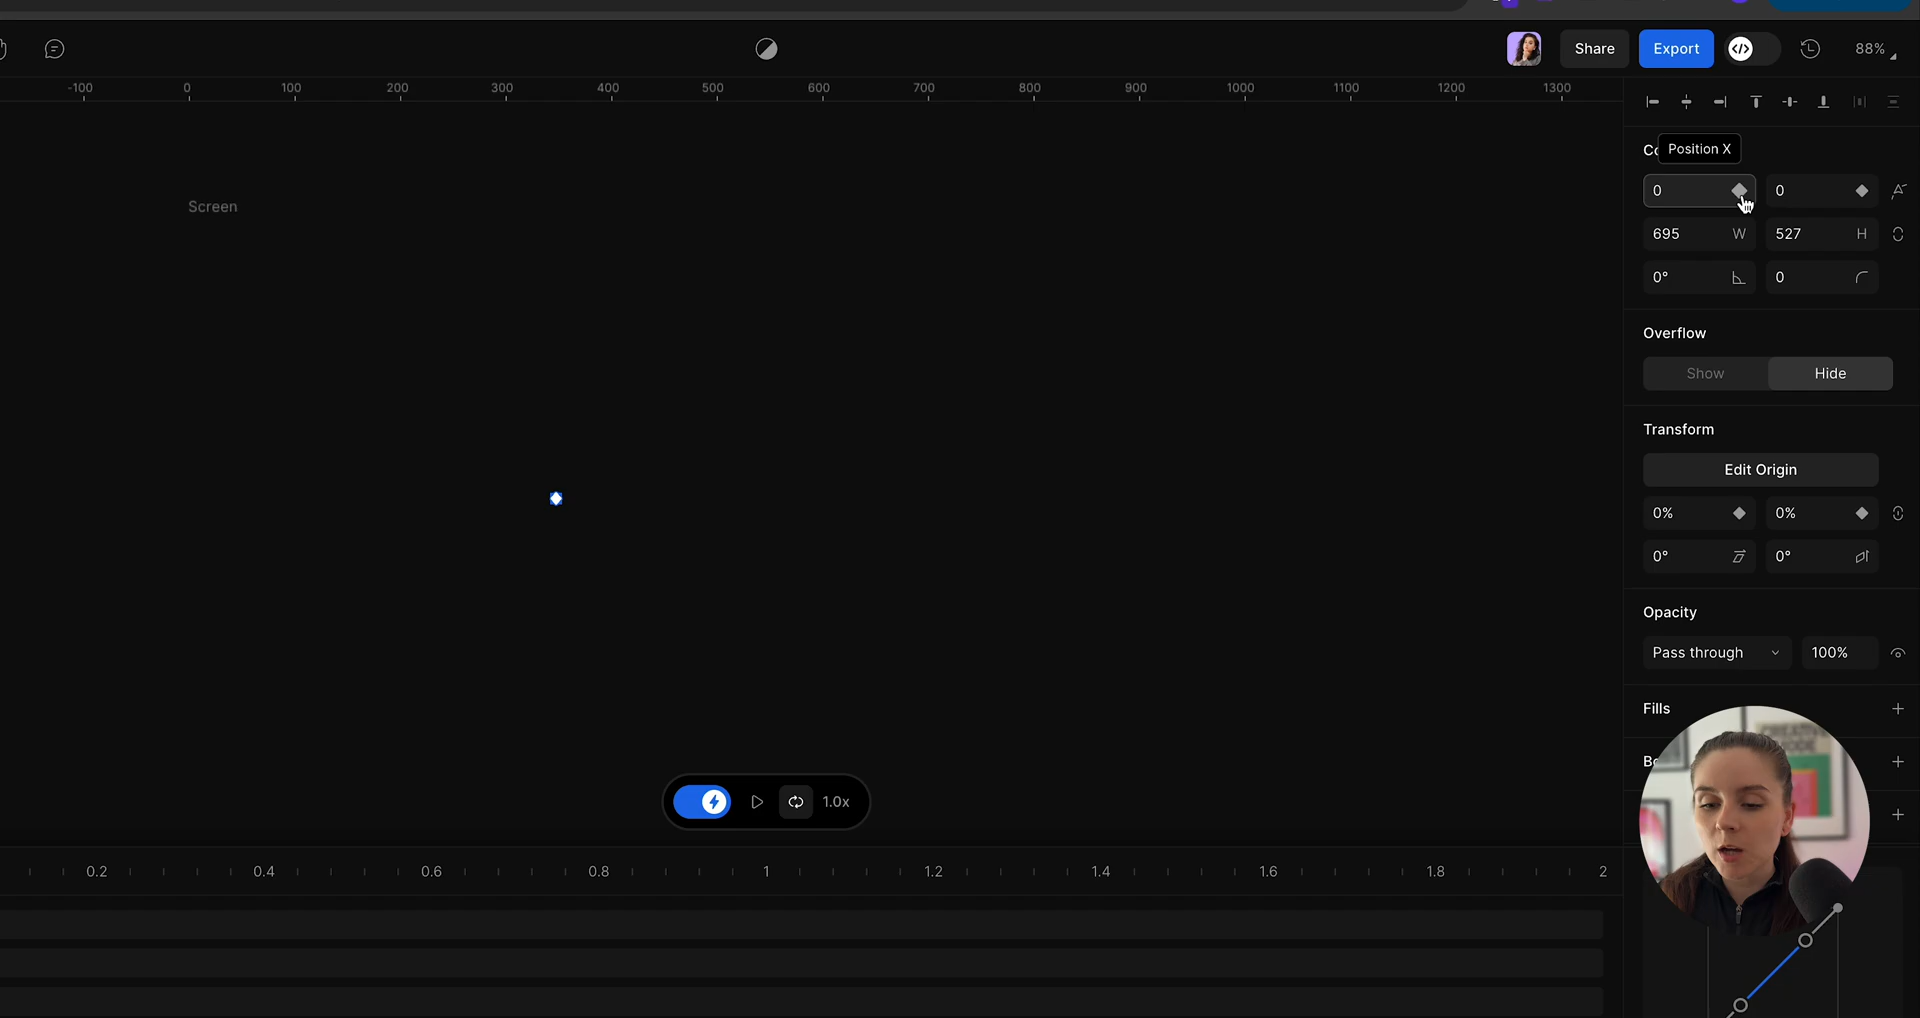 Share
Export
88%
-100 0 100 200 300 400 500 600 700 800 900 1000 1100 1200 1300
Position X
0 0
Screen
695 W 527 H
0° 0
Overflow
Show Hide
Transform
Edit Origin
0% 0%
0° 0°
Opacity
Pass through 100%
Fills
1.0x
0.2 0.4 0.6 0.8 1 1.2 1.4 1.6 1.8 2